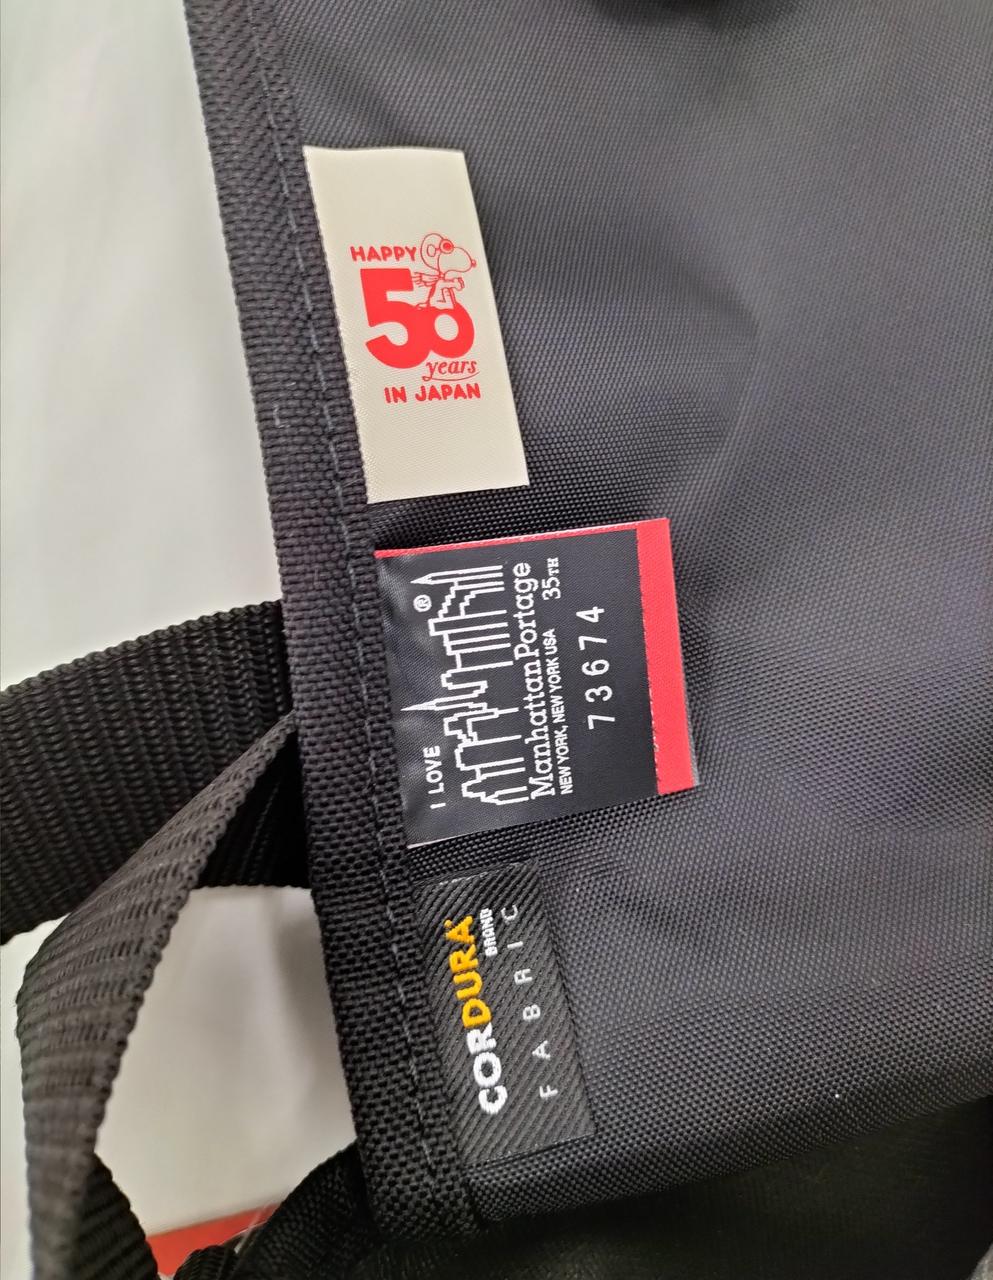 HAPPY
50
years
IN JAPAN
I LOVE
®
ManhattanPortage
NEW YORK, NEW YORK USA 35TH
73674
CORDURA®
BRAND
FABRIC